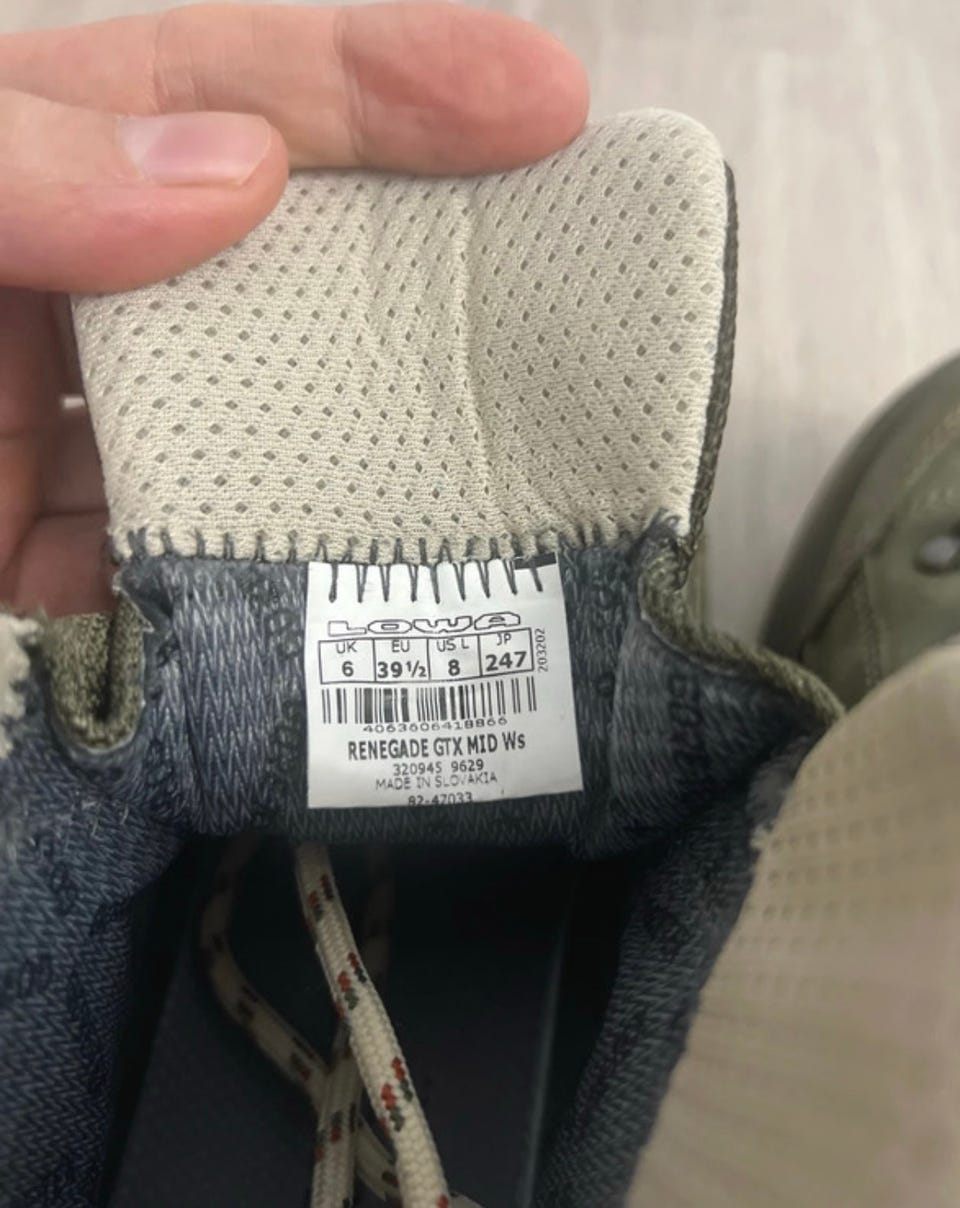 LOWA
UK EU US L JP
6 39½ 8 247
203202
4063606418866
RENEGADE GTX MID Ws
320945 9629
MADE IN SLOVAKIA
82-47033